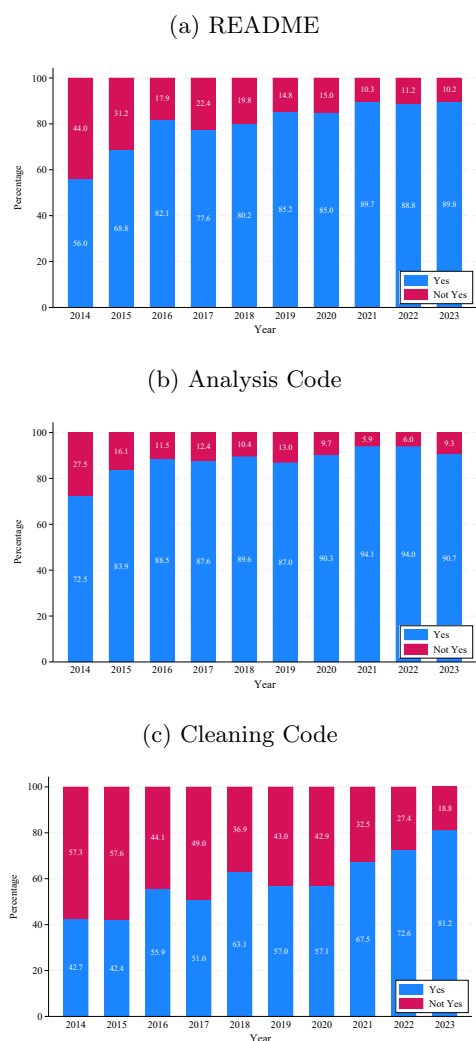 (a) README
100
80
60
40
20
0
Percentage
44.0 31.2 17.9 22.4 19.8 14.8 15.0 10.3 11.2 10.2
56.0 68.8 82.1 77.6 80.2 85.2 85.0 89.7 88.8 89.8
Yes
Not Yes
2014 2015 2016 2017 2018 2019 2020 2021 2022 2023
Year
(b) Analysis Code
100
80
60
40
20
0
Percentage
27.5 16.1 11.5 12.4 10.4 13.0 9.7 5.9 6.0 9.3
72.5 83.9 88.5 87.6 89.6 87.0 90.3 94.1 94.0 90.7
Yes
Not Yes
2014 2015 2016 2017 2018 2019 2020 2021 2022 2023
Year
(c) Cleaning Code
100
80
60
40
20
0
Percentage
57.3 57.6 44.1 49.0 36.9 43.0 42.9 32.5 27.4 18.8
42.7 42.4 55.9 51.0 63.1 57.0 57.1 67.5 72.6 81.2
Yes
Not Yes
2014 2015 2016 2017 2018 2019 2020 2021 2022 2023
Year